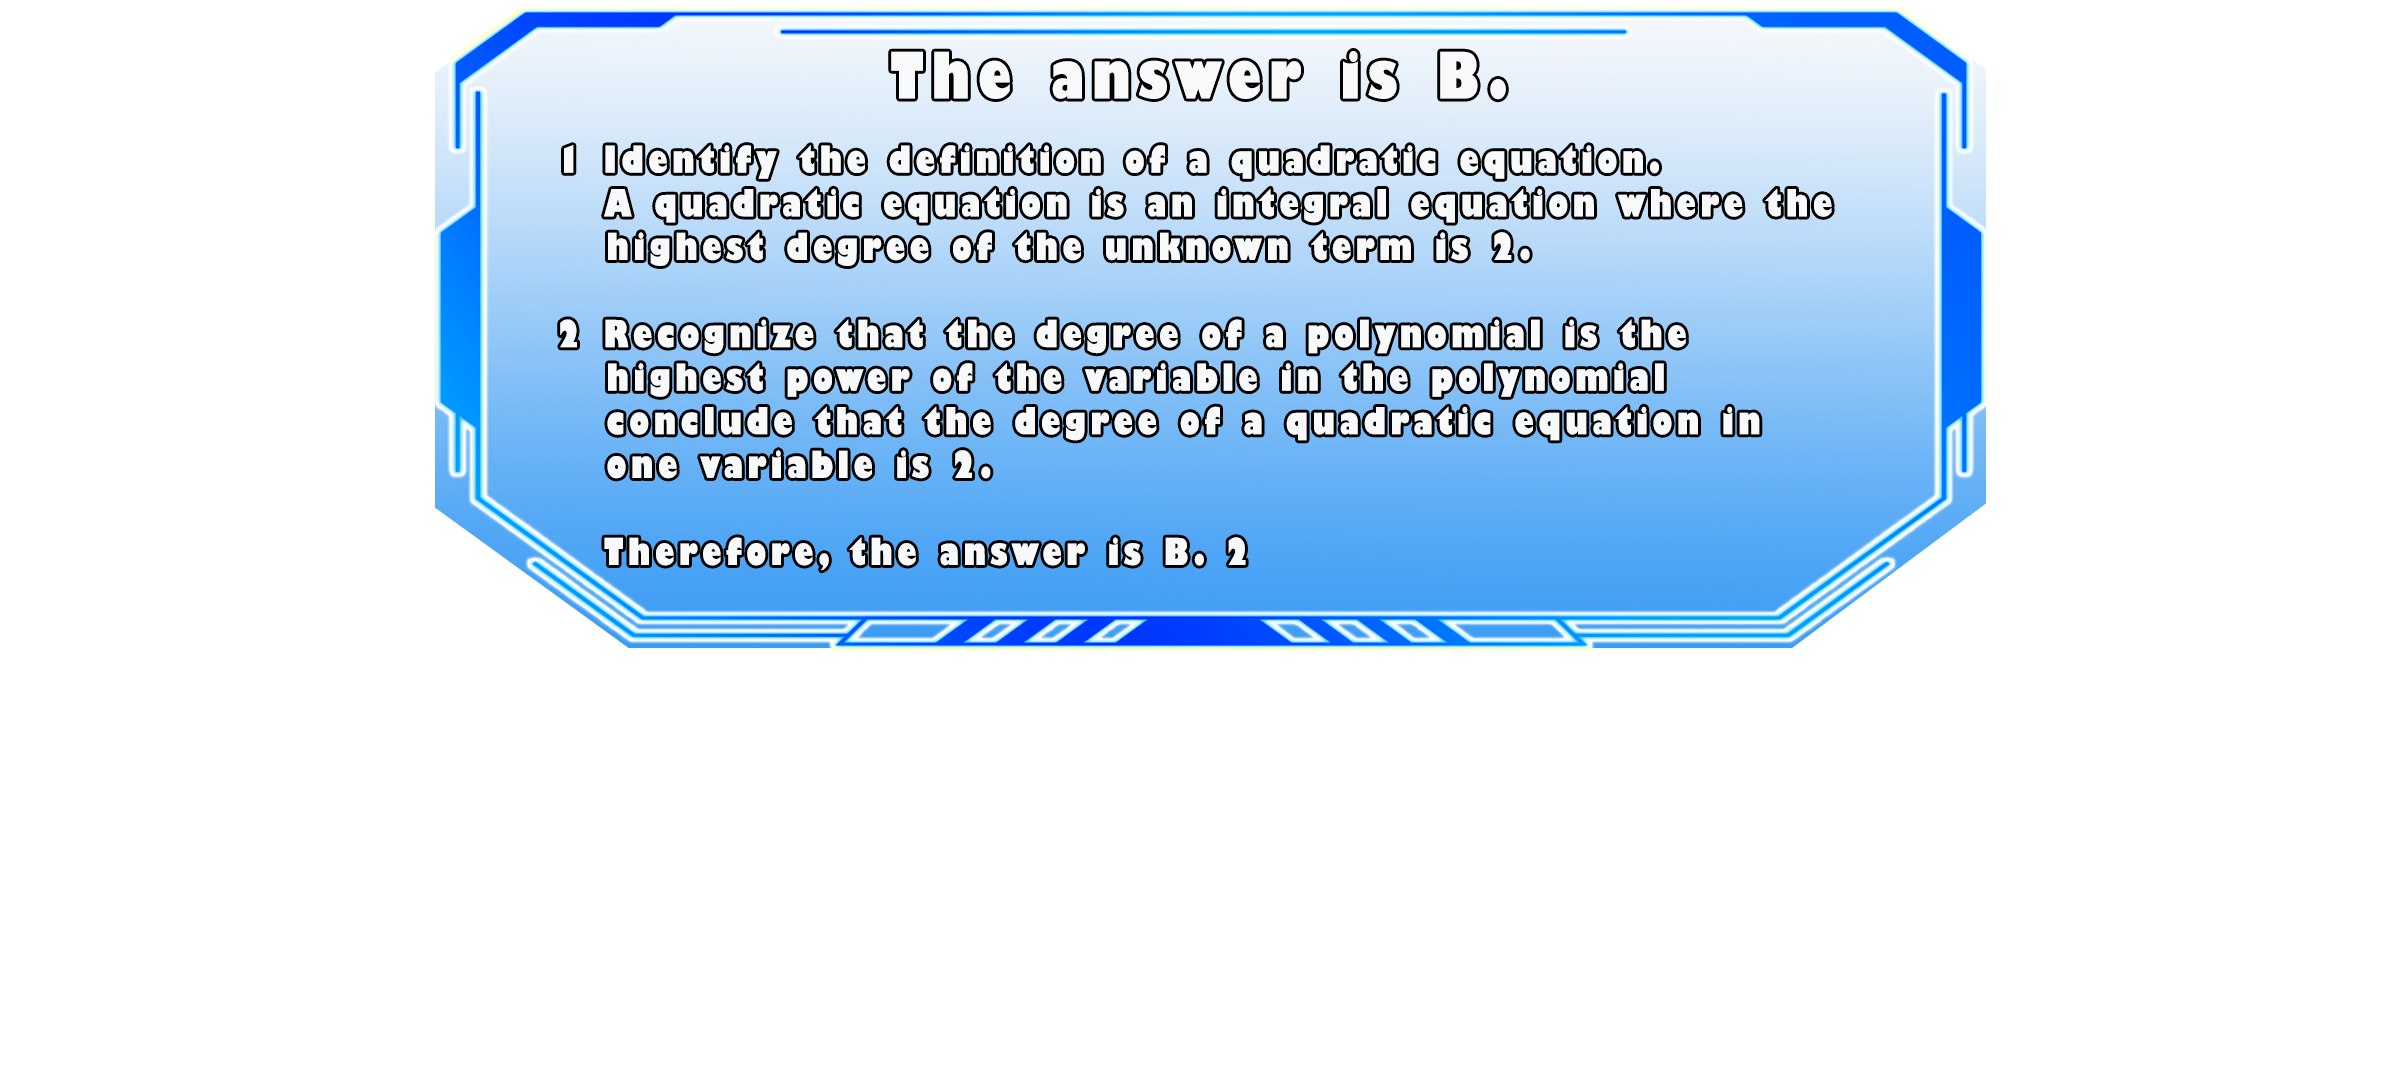 The answer is B.
1 Identify the definition of a quadratic equation.
A quadratic equation is an integral equation where the
highest degree of the unknown term is 2.
2 Recognize that the degree of a polynomial is the
highest power of the variable in the polynomial
conclude that the degree of a quadratic equation in
one variable is 2.
Therefore, the answer is B. 2